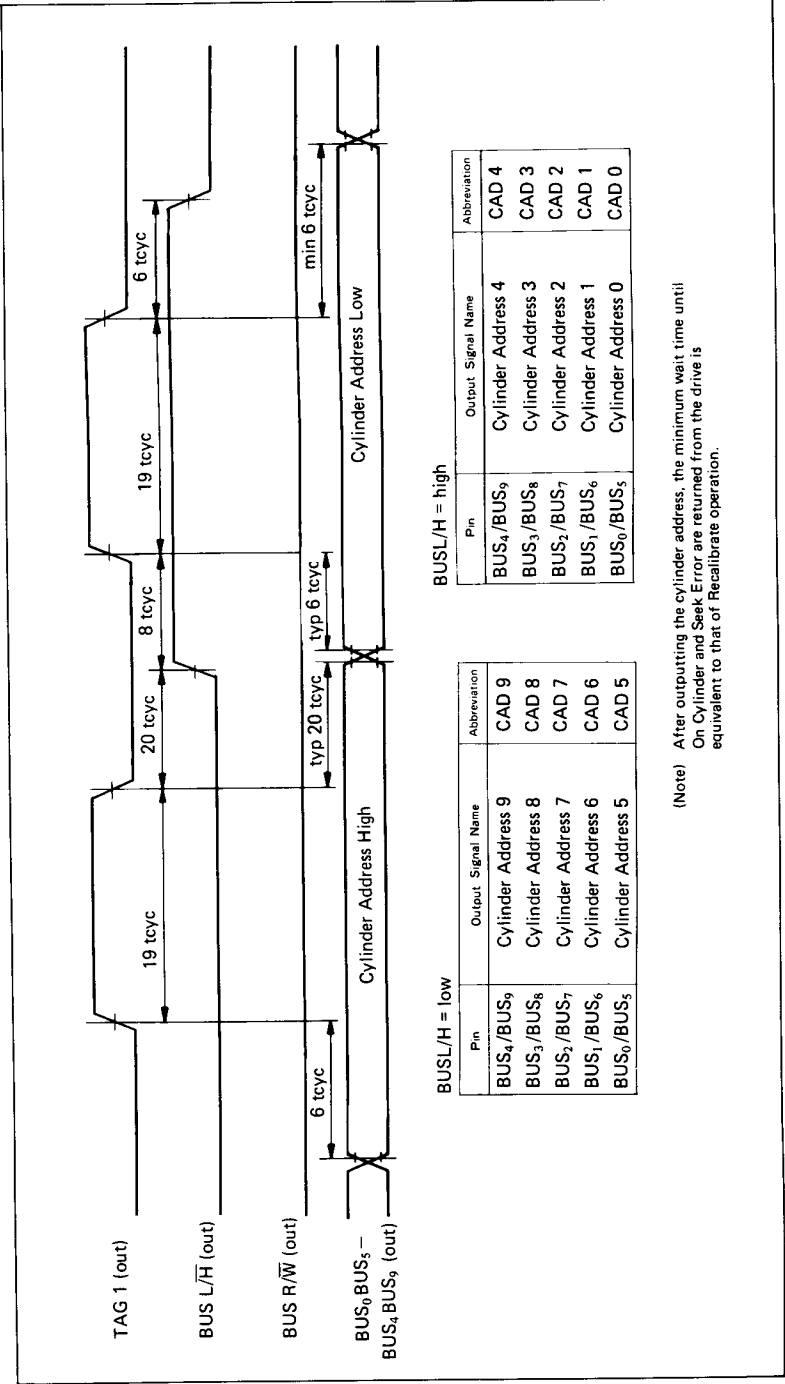 TAG 1 (out)
19 tcyc
19 tcyc
BUS L/H̅ (out)
20 tcyc
8 tcyc
6 tcyc
BUS R/W̅ (out)
6 tcyc
typ 20 tcyc
typ 6 tcyc
min 6 tcyc
BUS₀BUS₅ –
BUS₄BUS₉ (out)
Cylinder Address High
Cylinder Address Low
BUSL/H = low
Pin Output Signal Name Abbreviation
BUS₄/BUS₉ Cylinder Address 9 CAD 9
BUS₃/BUS₈ Cylinder Address 8 CAD 8
BUS₂/BUS₇ Cylinder Address 7 CAD 7
BUS₁/BUS₆ Cylinder Address 6 CAD 6
BUS₀/BUS₅ Cylinder Address 5 CAD 5
BUSL/H = high
Pin Output Signal Name Abbreviation
BUS₄/BUS₉ Cylinder Address 4 CAD 4
BUS₃/BUS₈ Cylinder Address 3 CAD 3
BUS₂/BUS₇ Cylinder Address 2 CAD 2
BUS₁/BUS₆ Cylinder Address 1 CAD 1
BUS₀/BUS₅ Cylinder Address 0 CAD 0
(Note) After outputting the cylinder address, the minimum wait time until
On Cylinder and Seek Error are returned from the drive is
equivalent to that of Recalibrate operation.